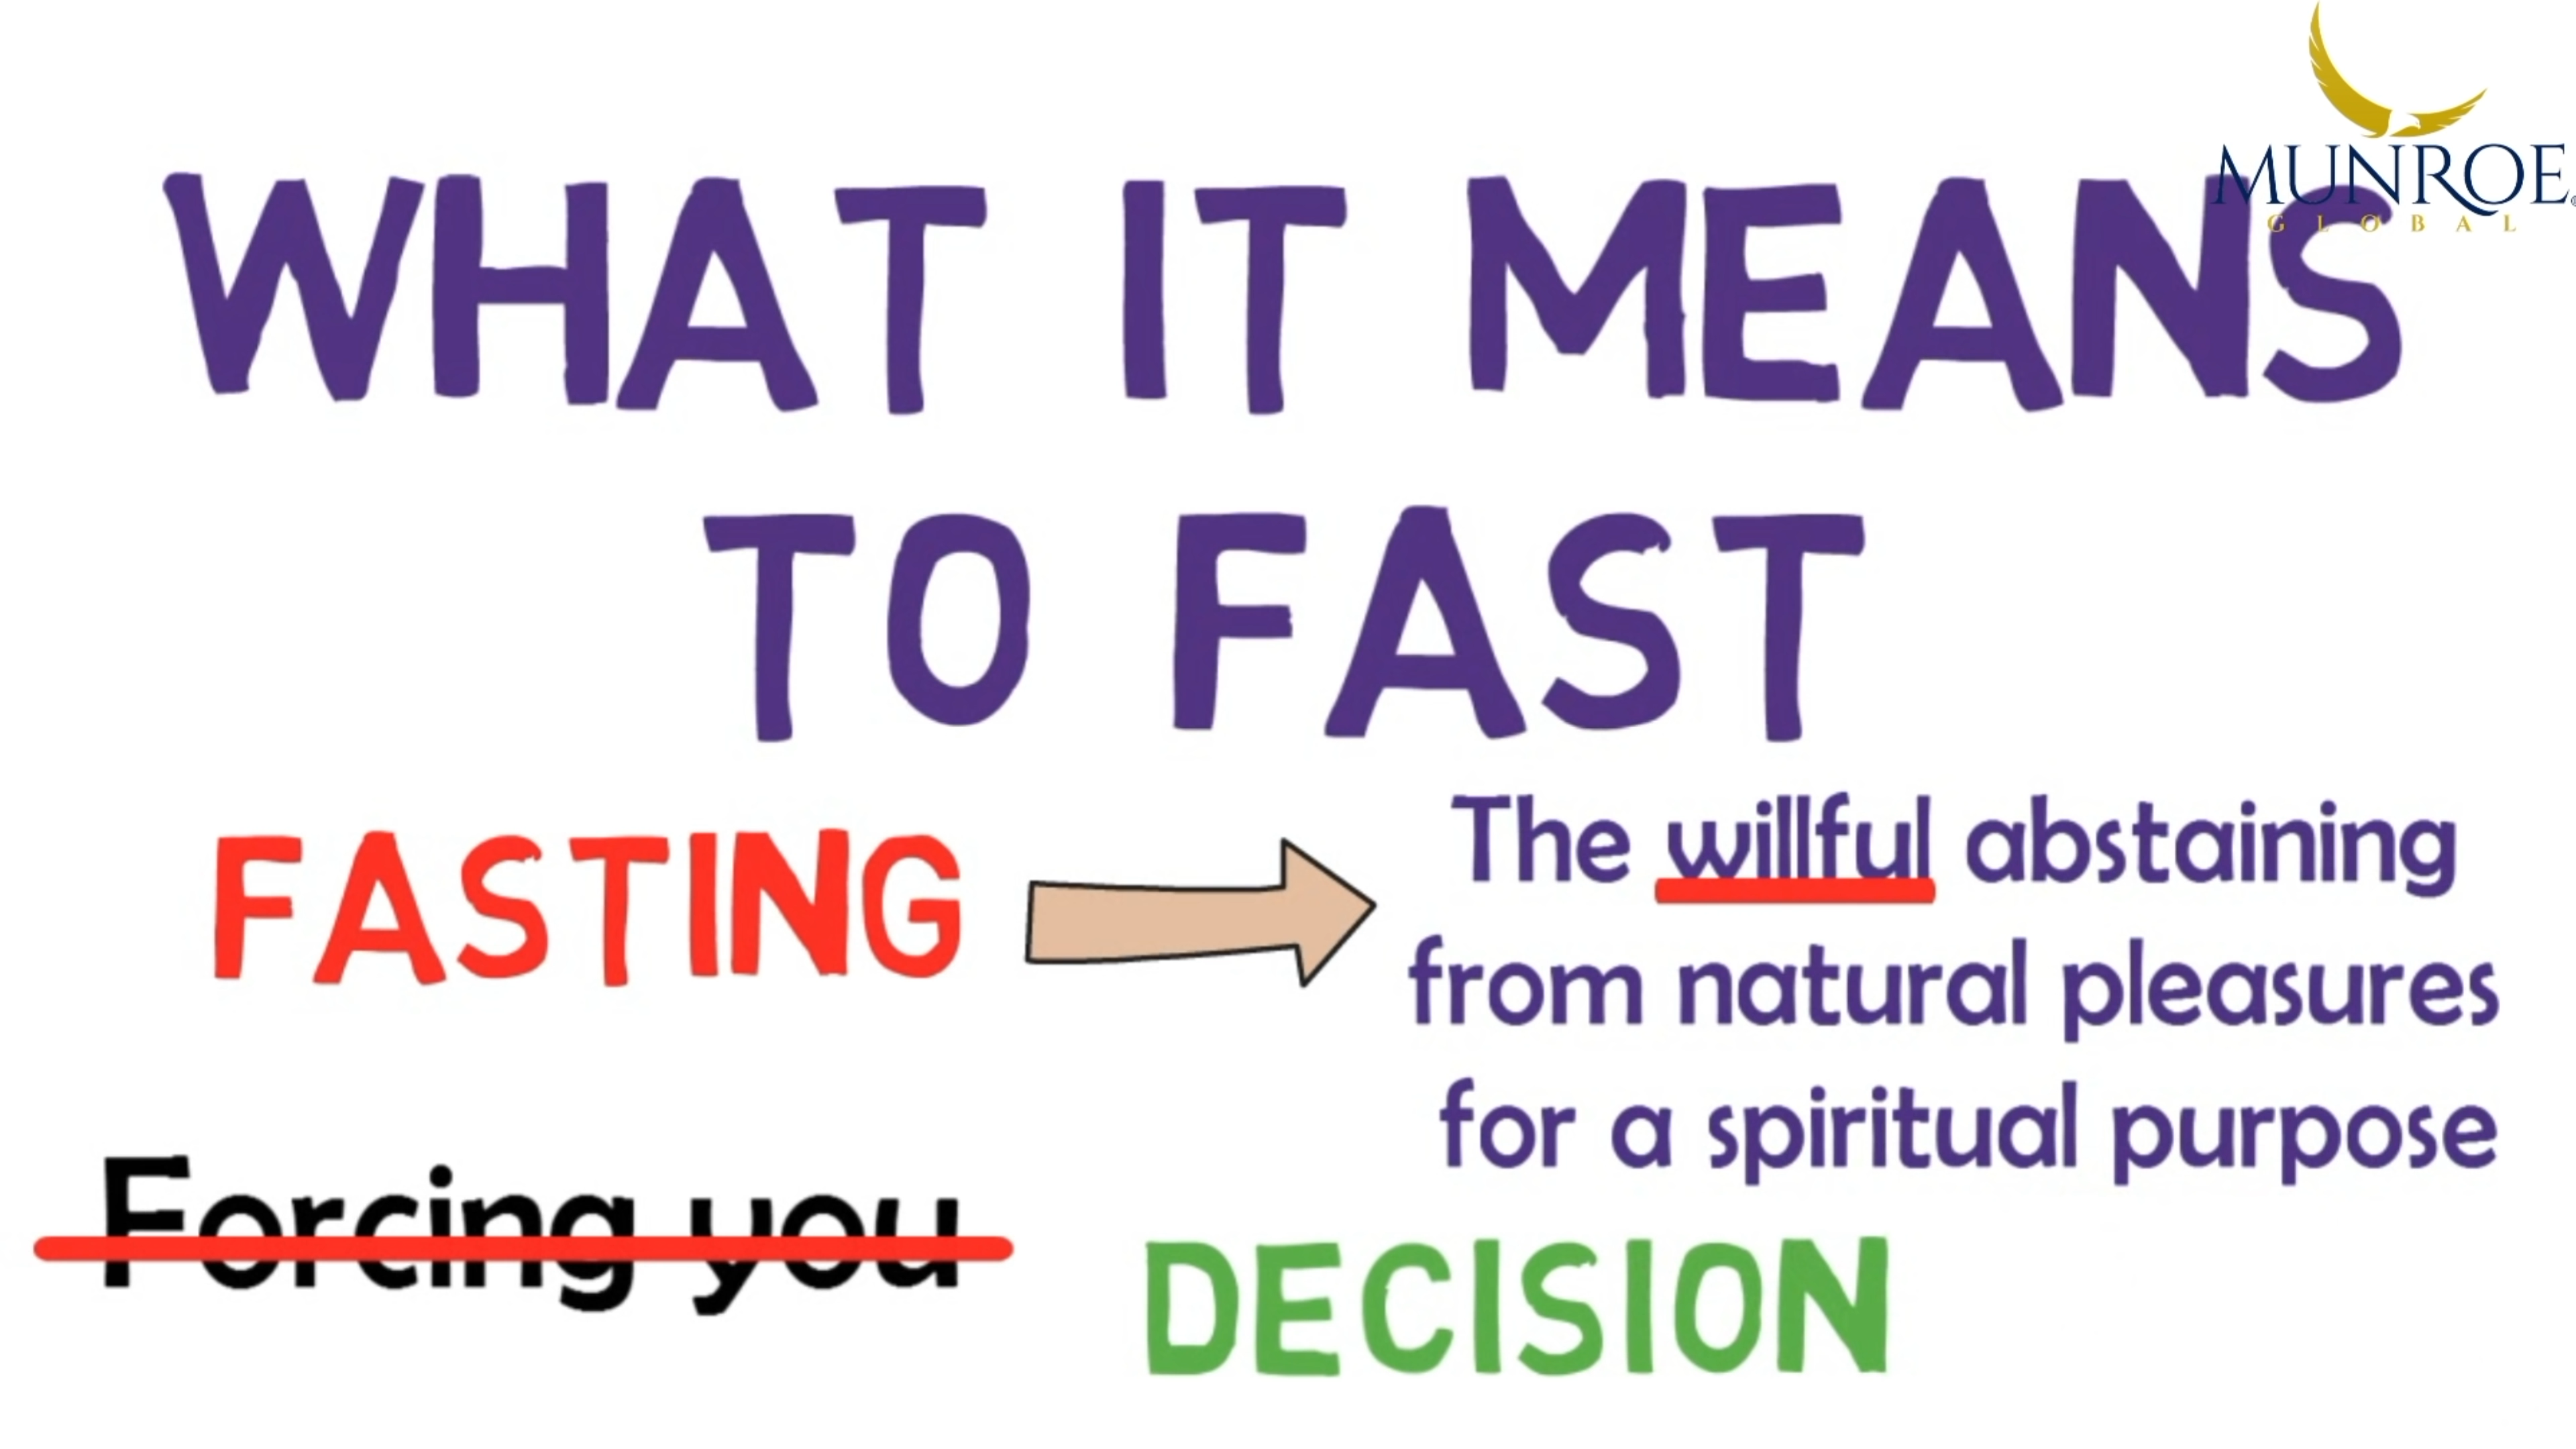 MUNROE
GLOBAL
WHAT IT MEANS
TO FAST
FASTING
The willful abstaining
from natural pleasures
for a spiritual purpose
Forcing you
DECISION